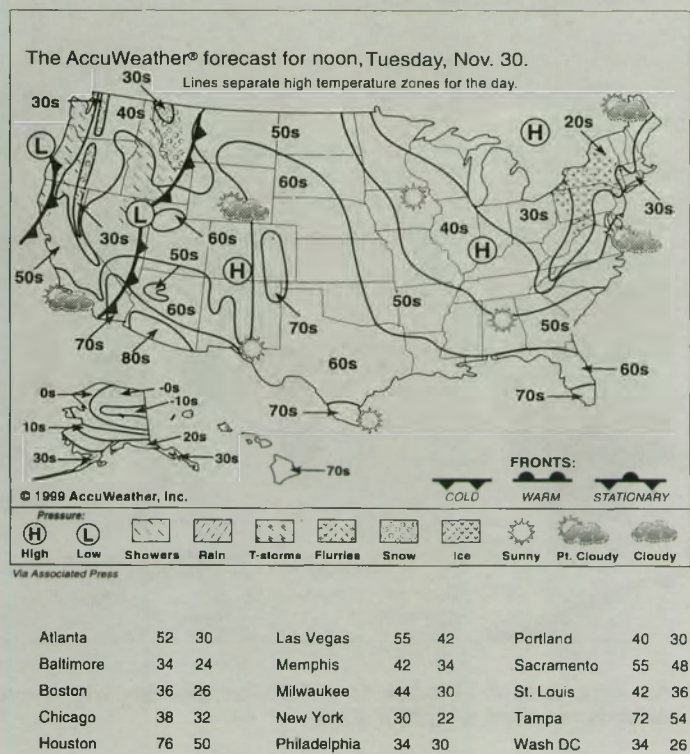 The AccuWeather® forecast for noon, Tuesday, Nov. 30.
Lines separate high temperature zones for the day.
30s
30s
40s
50s
20s
L
H
60s
40s
30s
30s
L
60s
H
30s
50s
H
50s
60s
50s
50s
70s
70s
80s
60s
60s
70s
70s
0s
-0s
-10s
10s
20s
30s
30s
70s
© 1999 AccuWeather, Inc.
FRONTS:
COLD WARM STATIONARY
Pressure:
H L
High Low Showers Rain T-storms Flurries Snow Ice Sunny Pt. Cloudy Cloudy
Via Associated Press
Atlanta 52 30 Las Vegas 55 42 Portland 40 30
Baltimore 34 24 Memphis 42 34 Sacramento 55 48
Boston 36 26 Milwaukee 44 30 St. Louis 42 36
Chicago 38 32 New York 30 22 Tampa 72 54
Houston 76 50 Philadelphia 34 30 Wash DC 34 26